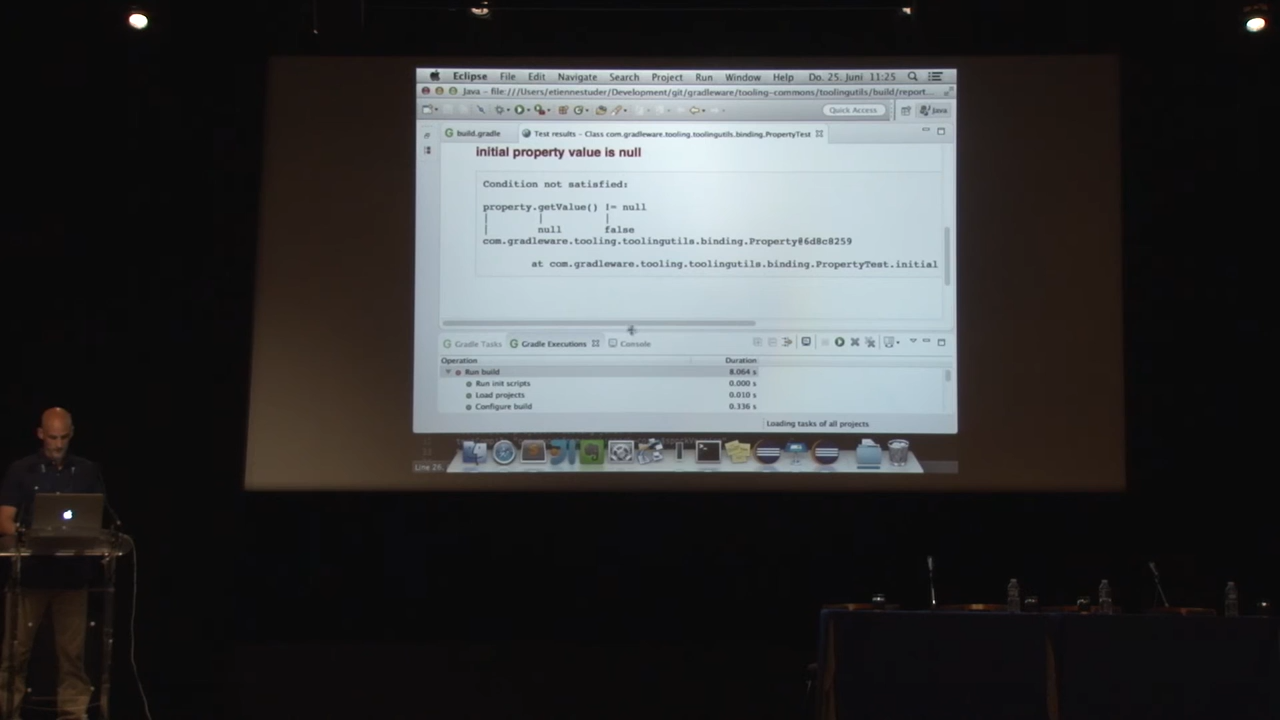 Eclipse File Edit Navigate Search Project Run Window Help Do. 25. Juni 11:25
Java – file:///Users/etiennestuder/Development/git/gradleware/tooling-commons/toolingutils/build/report...
Quick Access Java
build.gradle Test results – Class com.gradleware.tooling.toolingutils.binding.PropertyTest
initial property value is null
Condition not satisfied:
property.getValue() != null
| | |
| null false
com.gradleware.tooling.toolingutils.binding.Property@6d8c8259
at com.gradleware.tooling.toolingutils.binding.PropertyTest.initial
Gradle Tasks Gradle Executions Console
Operation Duration
Run build 8.064 s
Run init scripts 0.000 s
Load projects 0.010 s
Configure build 0.336 s
Loading tasks of all projects